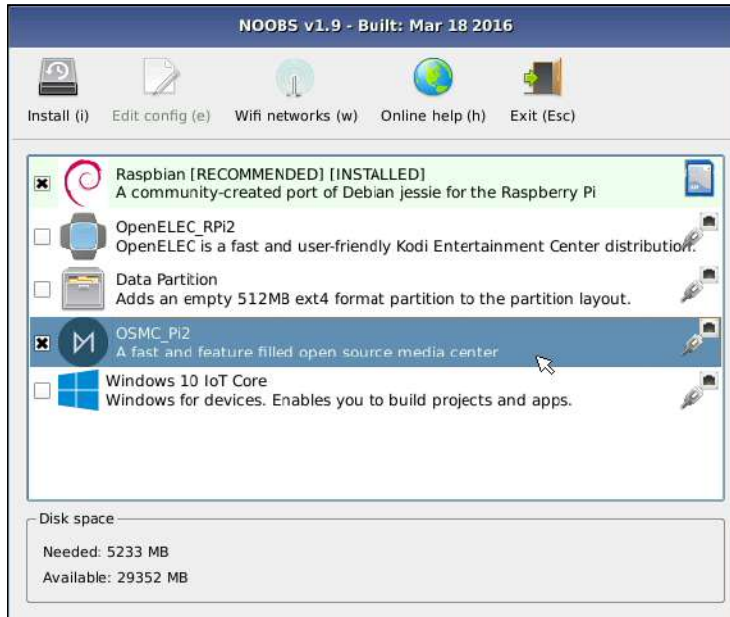 NOOBS v1.9 - Built: Mar 18 2016
Install (i) Edit config (e) Wifi networks (w) Online help (h) Exit (Esc)
Raspbian [RECOMMENDED] [INSTALLED]
A community-created port of Debian jessie for the Raspberry Pi
OpenELEC_RPi2
OpenELEC is a fast and user-friendly Kodi Entertainment Center distribution.
Data Partition
Adds an empty 512MB ext4 format partition to the partition layout.
OSMC_Pi2
A fast and feature filled open source media center
Windows 10 IoT Core
Windows for devices. Enables you to build projects and apps.
Disk space
Needed: 5233 MB
Available: 29352 MB